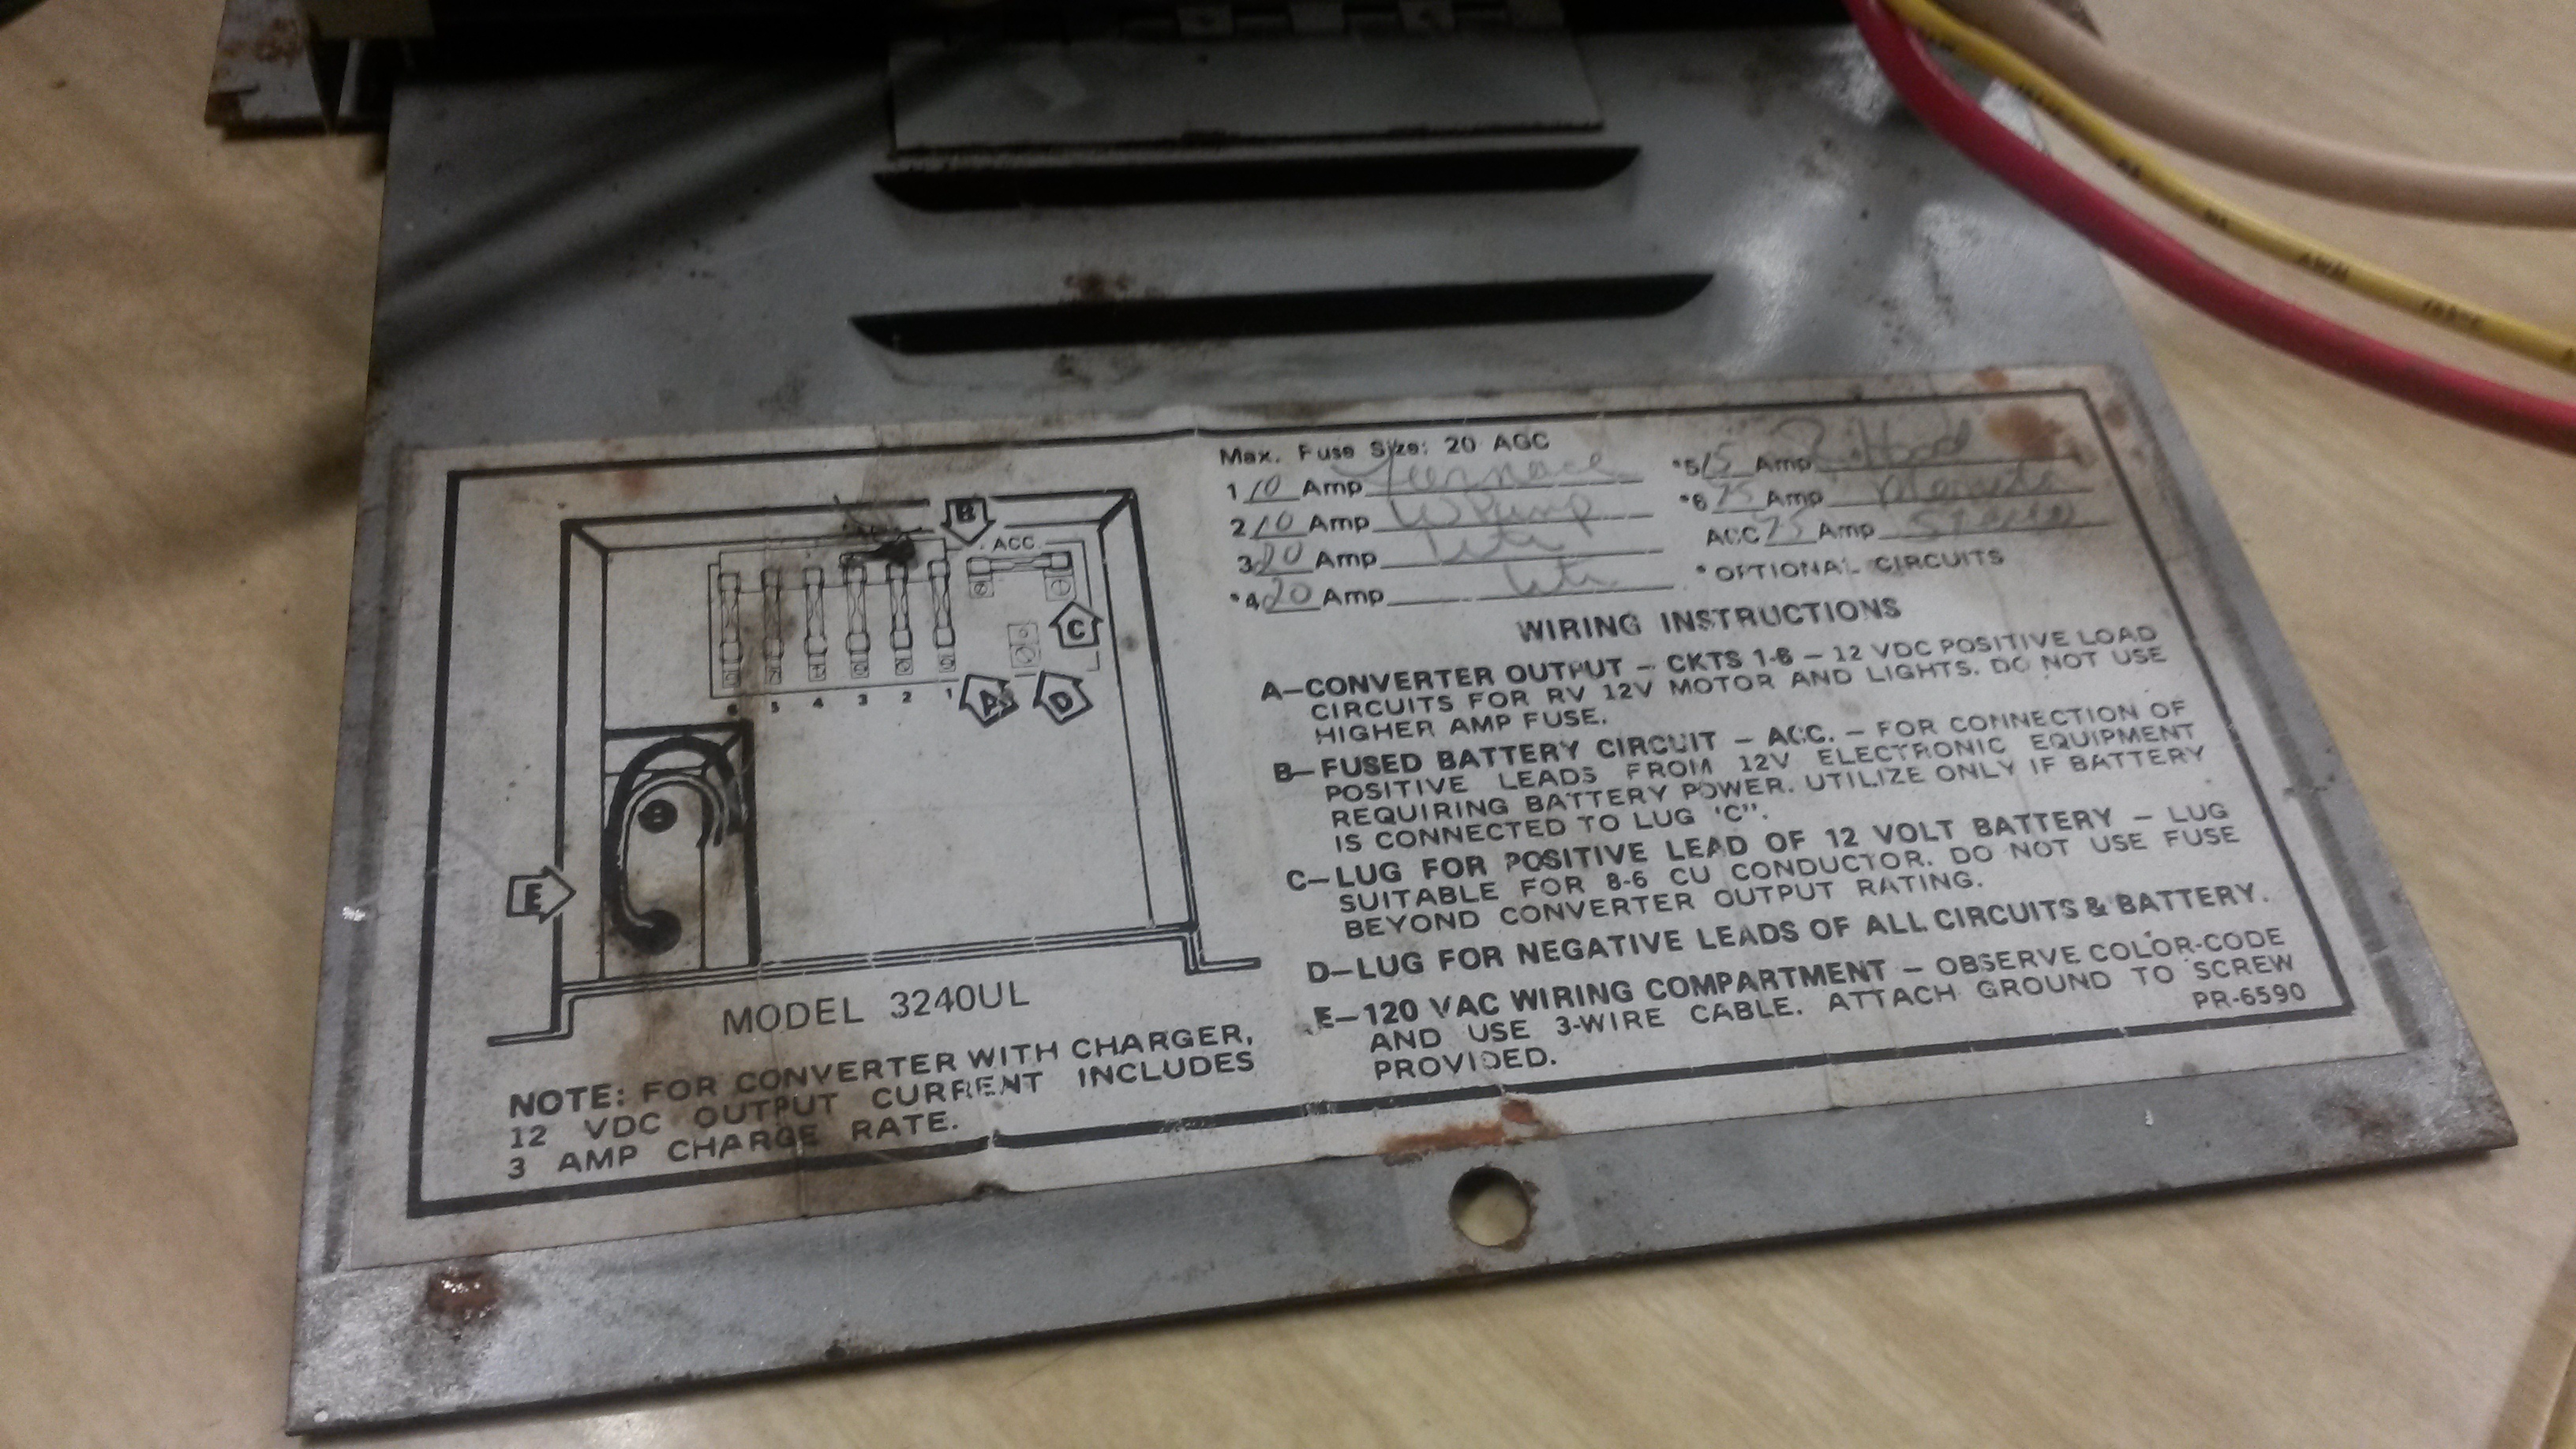 Max. Fuse Size: 20 AGC
1 10 Amp Furnace
2 10 Amp W Pump
3 20 Amp Lts
*4 20 Amp Lts
*5 15 Amp
*6 15 Amp Monitor
ACC 15 Amp Stereo
* OPTIONAL CIRCUITS
WIRING INSTRUCTIONS
A—CONVERTER OUTPUT — CKTS 1-6 — 12 VDC POSITIVE LOAD
CIRCUITS FOR RV 12V MOTOR AND LIGHTS. DO NOT USE
HIGHER AMP FUSE.
B—FUSED BATTERY CIRCUIT — ACC. — FOR CONNECTION OF
POSITIVE LEADS FROM 12V ELECTRONIC EQUIPMENT
REQUIRING BATTERY POWER. UTILIZE ONLY IF BATTERY
IS CONNECTED TO LUG 'C".
C—LUG FOR POSITIVE LEAD OF 12 VOLT BATTERY — LUG
SUITABLE FOR 8-6 CU CONDUCTOR. DO NOT USE FUSE
BEYOND CONVERTER OUTPUT RATING.
D—LUG FOR NEGATIVE LEADS OF ALL CIRCUITS & BATTERY.
E—120 VAC WIRING COMPARTMENT — OBSERVE COLOR-CODE
AND USE 3-WIRE CABLE. ATTACH GROUND TO SCREW
PROVIDED.
PR-6590
B
ACC.
C
6 5 4 3 2 1
A D
E
MODEL 3240UL
NOTE: FOR CONVERTER WITH CHARGER,
12 VDC OUTPUT CURRENT INCLUDES
3 AMP CHARGE RATE.